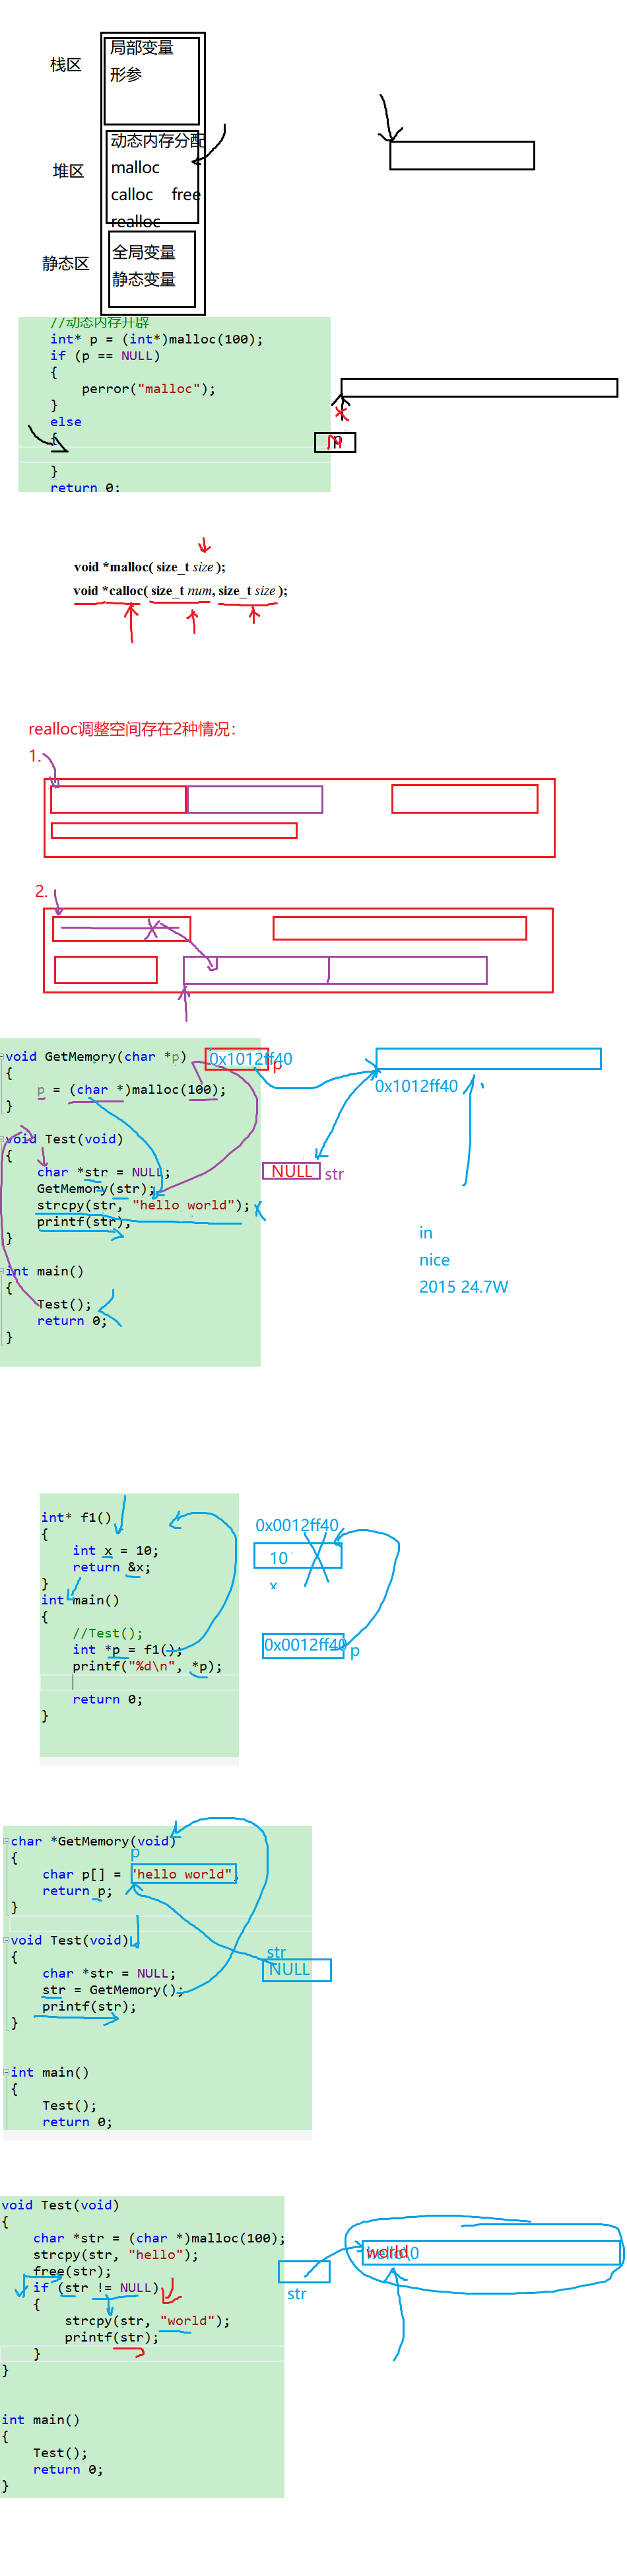 栈区
局部变量
形参
堆区
动态内存分配
malloc
calloc free
realloc
静态区
全局变量
静态变量
//动态内存开辟
int* p = (int*)malloc(100);
if (p == NULL)
{
perror("malloc");
}
else
{
}
return 0;
p
void *malloc( size_t size );
void *calloc( size_t num, size_t size );
realloc调整空间存在2种情况：
1.
2.
void GetMemory(char *p)
{
p = (char *)malloc(100);
}
void Test(void)
{
char *str = NULL;
GetMemory(str);
strcpy(str, "hello world");
printf(str);
}
int main()
{
Test();
return 0;
}
0x1012ff40
p
0x1012ff40
NULL str
in
nice
2015 24.7W
int* f1()
{
int x = 10;
return &x;
}
int main()
{
//Test();
int *p = f1();
printf("%d\n", *p);
return 0;
}
0x0012ff40
10
x
0x0012ff40 p
char *GetMemory(void)
{
p
char p[] = "hello world";
return p;
}
void Test(void)
{
char *str = NULL;
str = GetMemory();
printf(str);
}
int main()
{
Test();
return 0;
str
NULL
void Test(void)
{
char *str = (char *)malloc(100);
strcpy(str, "hello");
free(str);
if (str != NULL)
{
strcpy(str, "world");
printf(str);
}
}
int main()
{
Test();
return 0;
}
str
hello\0
world